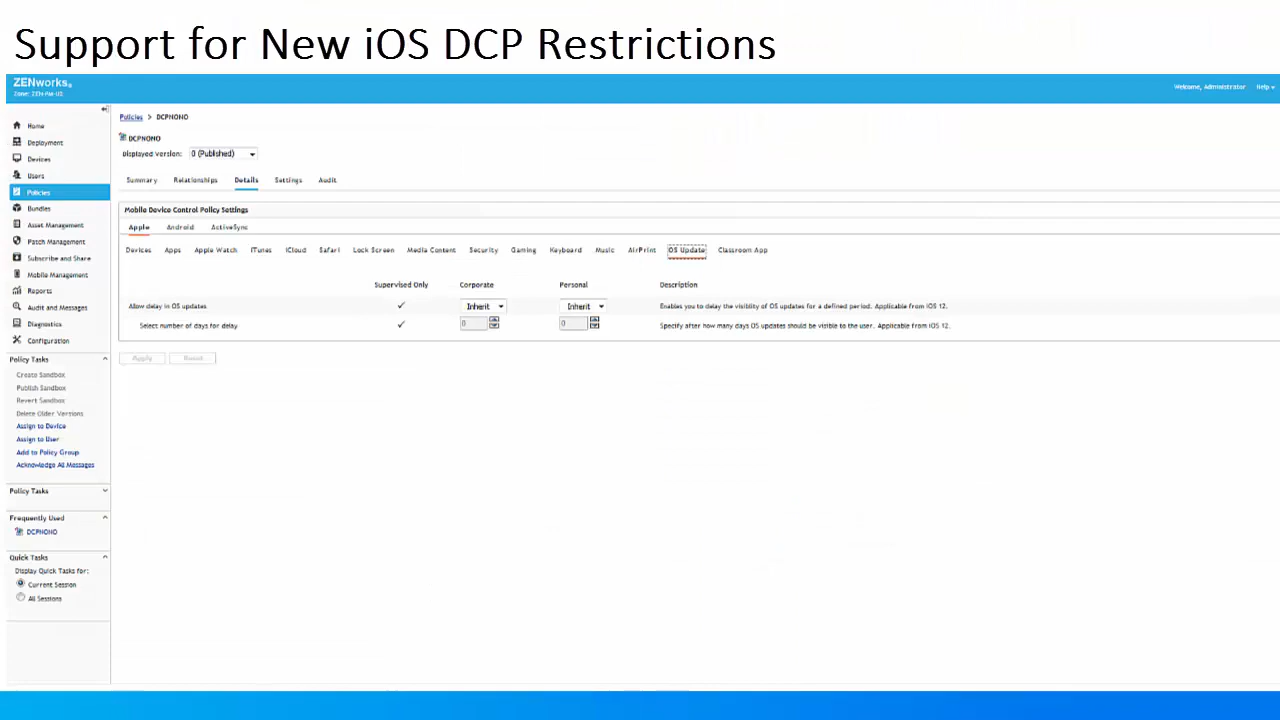 Support for New iOS DCP Restrictions
ZENworks.
Zone: ZEN-PM-US
Welcome, Administrator Help
Home
Deployment
Devices
Users
Policies
Bundles
Asset Management
Patch Management
Subscribe and Share
Mobile Management
Reports
Audit and Messages
Diagnostics
Configuration
Policy Tasks
Create Sandbox
Publish Sandbox
Revert Sandbox
Delete Older Versions
Assign to Device
Assign to User
Add to Policy Group
Acknowledge All Messages
Policy Tasks
Frequently Used
DCPNONO
Quick Tasks
Display Quick Tasks for:
Current Session
All Sessions
Policies > DCPNONO
DCPNONO
Displayed version: 0 (Published)
Summary Relationships Details Settings Audit
Mobile Device Control Policy Settings
Apple Android ActiveSync
Devices Apps Apple Watch iTunes iCloud Safari Lock Screen Media Content Security Gaming Keyboard Music AirPrint OS Update Classroom App
Supervised Only Corporate Personal Description
Allow delay in OS updates ✓ Inherit Inherit Enables you to delay the visiblity of OS updates for a defined period. Applicable from iOS 12.
Select number of days for delay ✓ 0 0 Specify after how many days OS updates should be visible to the user. Applicable from iOS 12.
Apply Reset